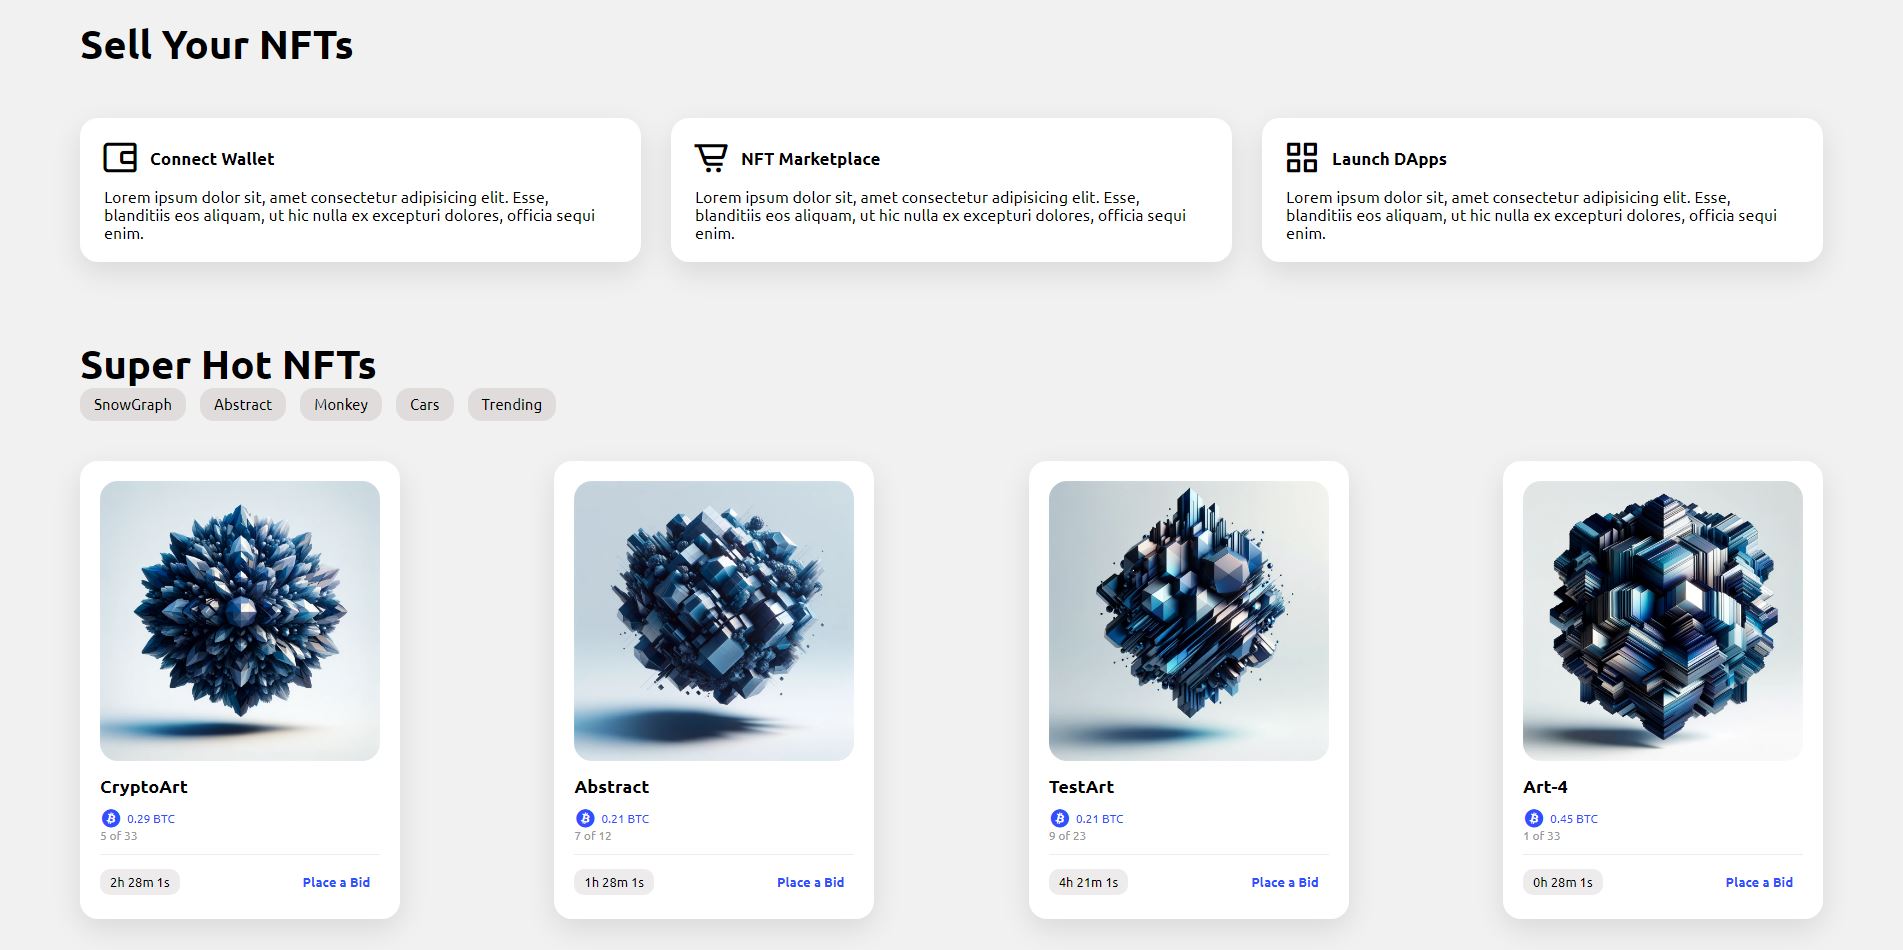 Sell Your NFTs
Connect Wallet
Lorem ipsum dolor sit, amet consectetur adipisicing elit. Esse,
blanditiis eos aliquam, ut hic nulla ex excepturi dolores, officia sequi
enim.
NFT Marketplace
Lorem ipsum dolor sit, amet consectetur adipisicing elit. Esse,
blanditiis eos aliquam, ut hic nulla ex excepturi dolores, officia sequi
enim.
Launch DApps
Lorem ipsum dolor sit, amet consectetur adipisicing elit. Esse,
blanditiis eos aliquam, ut hic nulla ex excepturi dolores, officia sequi
enim.
Super Hot NFTs
SnowGraph
Abstract
Monkey
Cars
Trending
CryptoArt
0.29 BTC
5 of 33
2h 28m 1s
Place a Bid
Abstract
0.21 BTC
7 of 12
1h 28m 1s
Place a Bid
TestArt
0.21 BTC
9 of 23
4h 21m 1s
Place a Bid
Art-4
0.45 BTC
1 of 33
0h 28m 1s
Place a Bid